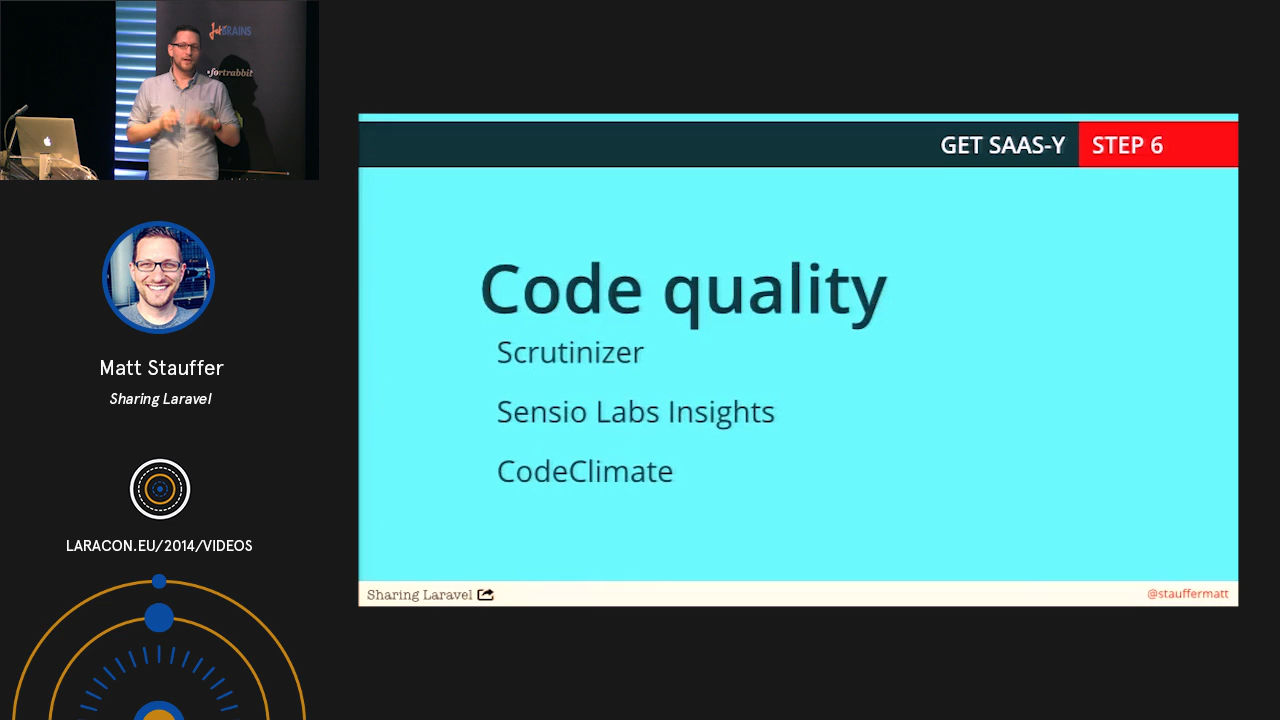 JetBRAINS
fortrabbit
Matt Stauffer
Sharing Laravel
LARACON.EU/2014/VIDEOS
GET SAAS-Y STEP 6
Code quality
Scrutinizer
Sensio Labs Insights
CodeClimate
Sharing Laravel
@stauffermatt